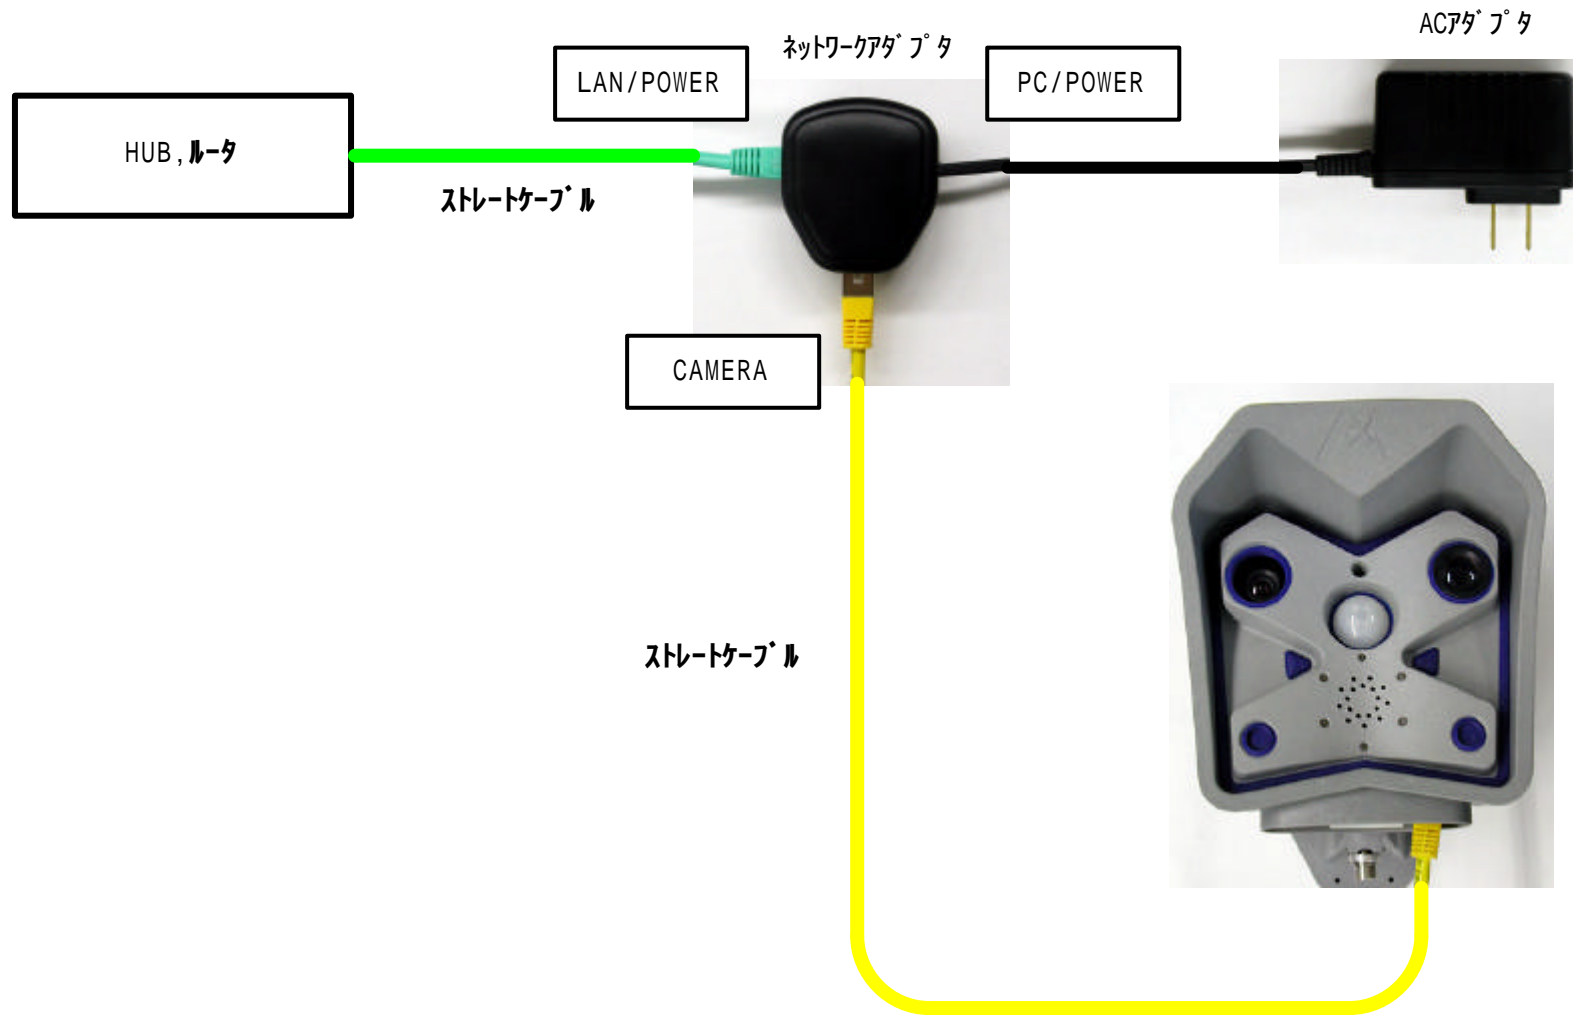 ACｱﾀﾞﾌﾟﾀ
ﾈｯﾄﾜｰｸｱﾀﾞﾌﾟﾀ
LAN/POWER
PC/POWER
HUB,ﾙｰﾀ
ｽﾄﾚｰﾄｹｰﾌﾞﾙ
CAMERA
ｽﾄﾚｰﾄｹｰﾌﾞﾙ